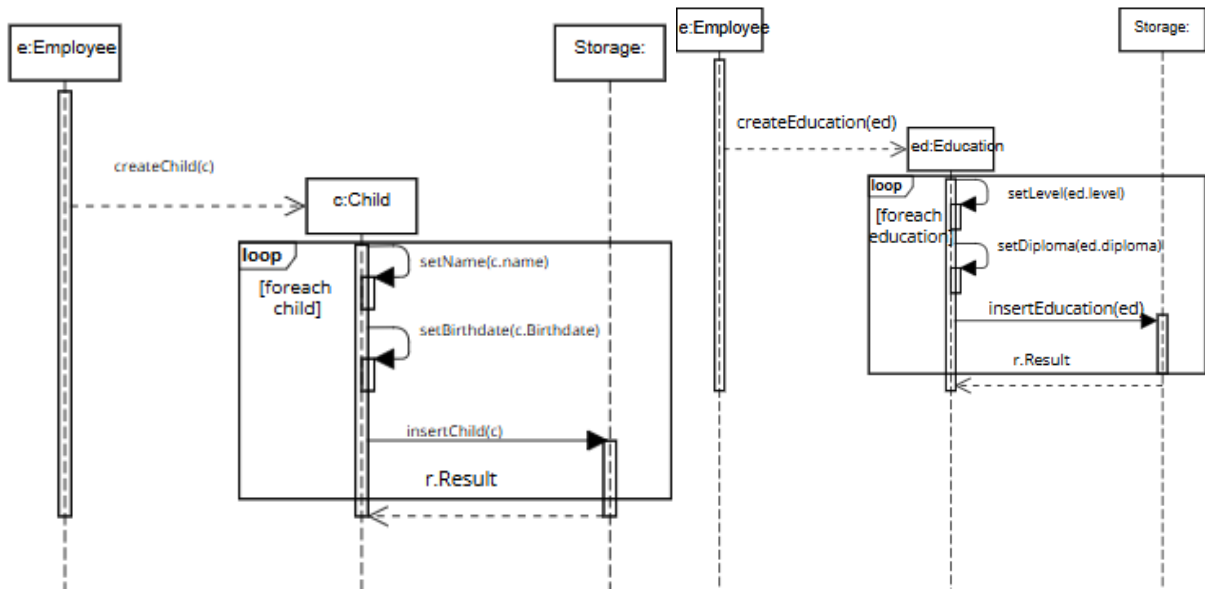 e:Employee
Storage:
createChild(c)
c:Child
loop
[foreach
child]
setName(c.name)
setBirthdate(c.Birthdate)
insertChild(c)
r.Result
e:Employee
Storage:
createEducation(ed)
ed:Education
loop
[foreach
education]
setLevel(ed.level)
setDiploma(ed.diploma)
insertEducation(ed)
r.Result